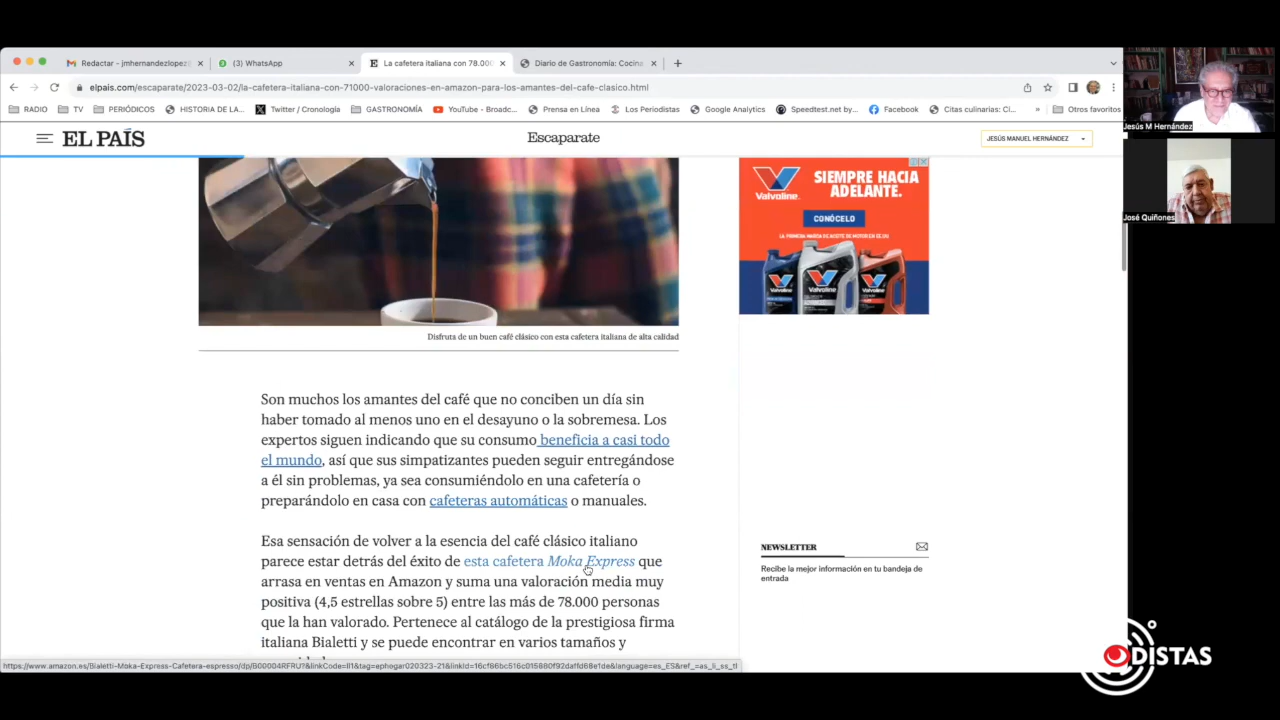 Redactar - jmhernandezlopez
(3) WhatsApp
La cafetera italiana con 78.000
Diario de Gastronomía: Cocina
elpais.com/escaparate/2023-03-02/la-cafetera-italiana-con-71000-valoraciones-en-amazon-para-los-amantes-del-cafe-clasico.html
RADIO
TV
PERIÓDICOS
HISTORIA DE LA...
Twitter / Cronología
GASTRONOMÍA
YouTube - Broadc...
Prensa en Línea
Los Periodistas
Google Analytics
Speedtest.net by...
Facebook
Citas culinarias: Ci...
»
Otros favoritos
EL PAÍS
Escaparate
JESÚS MANUEL HERNÁNDEZ
Jesús M Hernández
José Quiñones
Valvoline.
SIEMPRE HACIA
ADELANTE.
CONÓCELO
LA PRIMERA MARCA DE ACEITE DE MOTOR EN EE.UU
Valvoline
Disfruta de un buen café clásico con esta cafetera italiana de alta calidad
Son muchos los amantes del café que no conciben un día sin
haber tomado al menos uno en el desayuno o la sobremesa. Los
expertos siguen indicando que su consumo beneficia a casi todo
el mundo, así que sus simpatizantes pueden seguir entregándose
a él sin problemas, ya sea consumiéndolo en una cafetería o
preparándolo en casa con cafeteras automáticas o manuales.
Esa sensación de volver a la esencia del café clásico italiano
parece estar detrás del éxito de esta cafetera Moka Express que
arrasa en ventas en Amazon y suma una valoración media muy
positiva (4,5 estrellas sobre 5) entre las más de 78.000 personas
que la han valorado. Pertenece al catálogo de la prestigiosa firma
italiana Bialetti y se puede encontrar en varios tamaños y
NEWSLETTER
Recibe la mejor información en tu bandeja de
entrada
https://www.amazon.es/Bialetti-Moka-Express-Cafetera-espresso/dp/B00004RFRU?&linkCode=ll1&tag=ephogar020323-21&linkId=16cf86bc516c015880f92daffd68e1de&language=es_ES&ref_=as_li_ss_tl
DISTAS